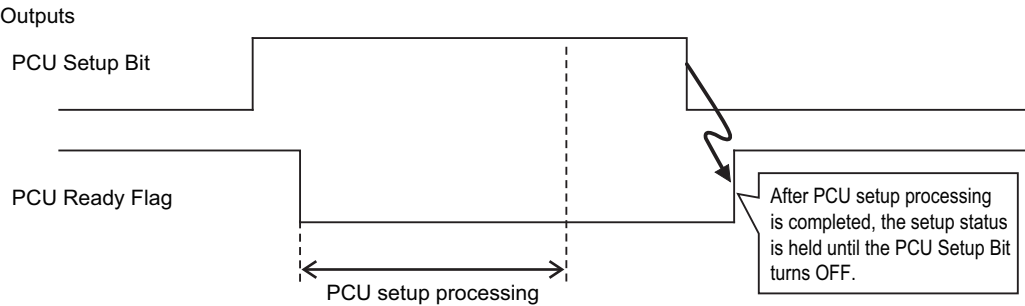 Outputs
PCU Setup Bit
PCU Ready Flag
After PCU setup processing
is completed, the setup status
is held until the PCU Setup Bit
turns OFF.
PCU setup processing